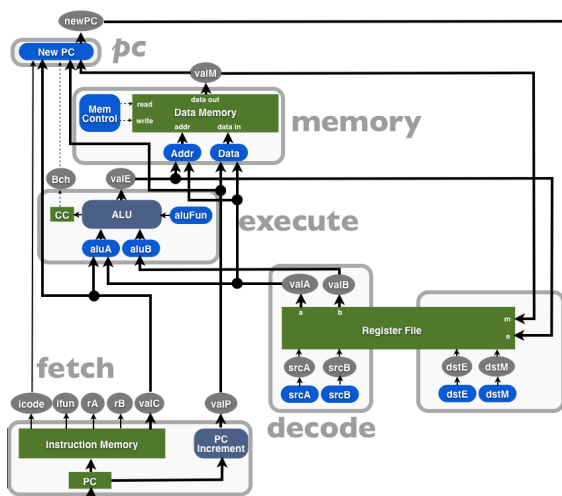 newPC
New PC
pc
valM
read
write
Mem
Control
data out
Data Memory
addr
data in
memory
Addr
Data
Bch
valE
CC
ALU
aluFun
execute
aluA
aluB
valA
valB
a
b
m
Register File
e
fetch
srcA
srcB
dstE
dstM
icode
ifun
rA
rB
valC
valP
srcA
srcB
dstE
dstM
decode
Instruction Memory
PC
Increment
PC